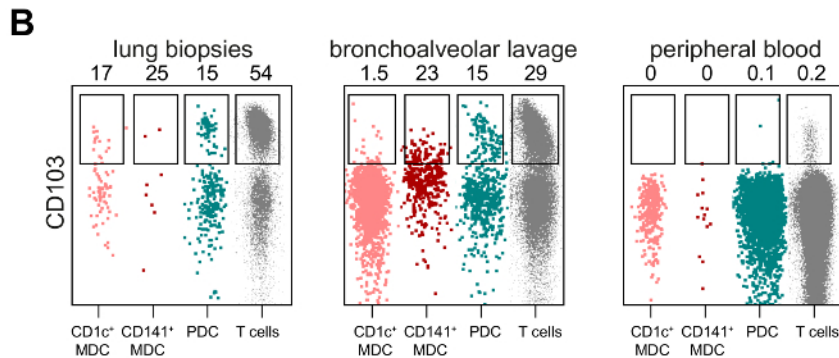 B
lung biopsies
17 25 15 54
bronchoalveolar lavage
1.5 23 15 29
peripheral blood
0 0 0.1 0.2
CD103
CD1c⁺ MDC
CD141⁺ MDC
PDC
T cells
CD1c⁺ MDC
CD141⁺ MDC
PDC
T cells
CD1c⁺ MDC
CD141⁺ MDC
PDC
T cells